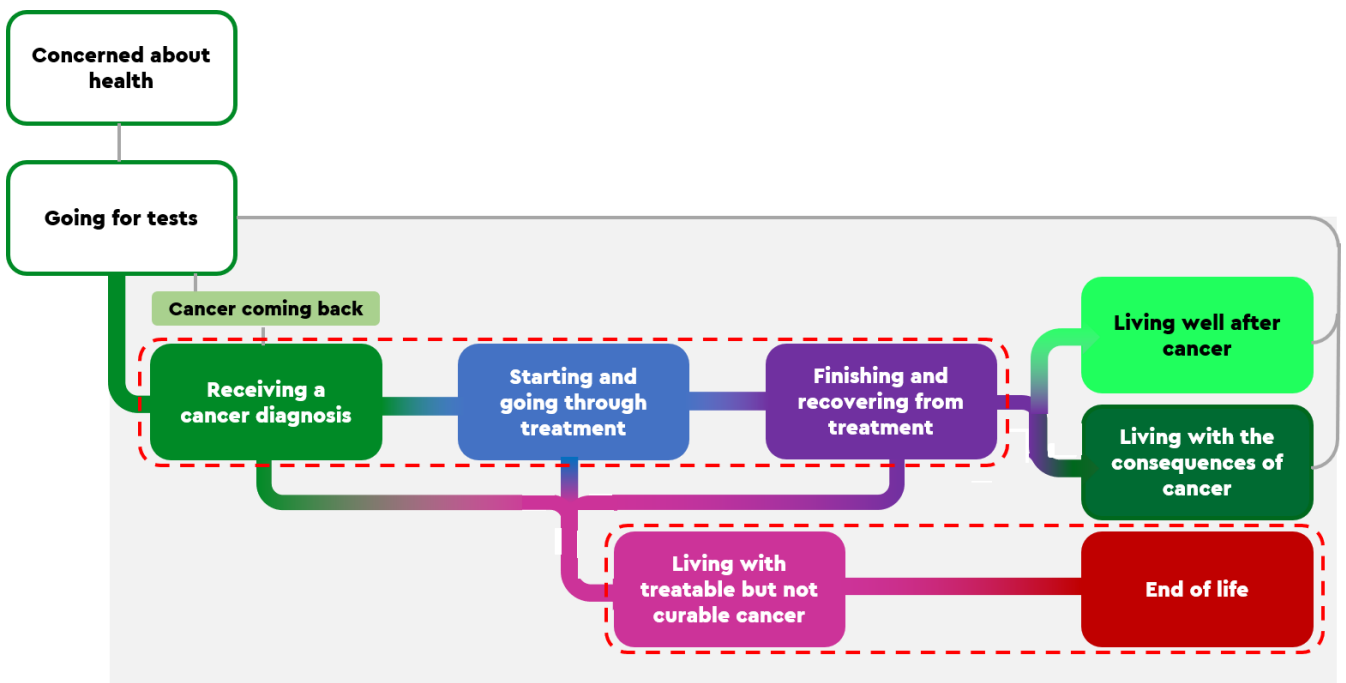 Concerned about
health
Going for tests
Cancer coming back
Receiving a
cancer diagnosis
Starting and
going through
treatment
Finishing and
recovering from
treatment
Living well after
cancer
Living with the
consequences of
cancer
Living with
treatable but not
curable cancer
End of life